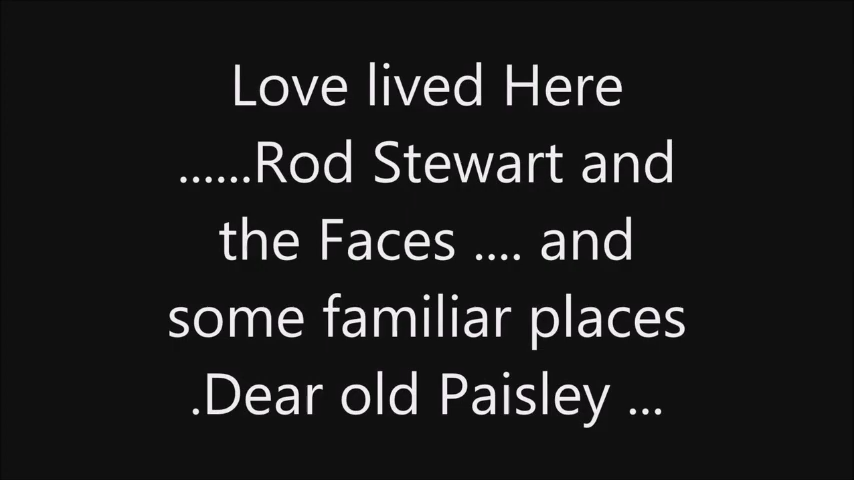 Love lived Here
......Rod Stewart and
the Faces .... and
some familiar places
.Dear old Paisley ...